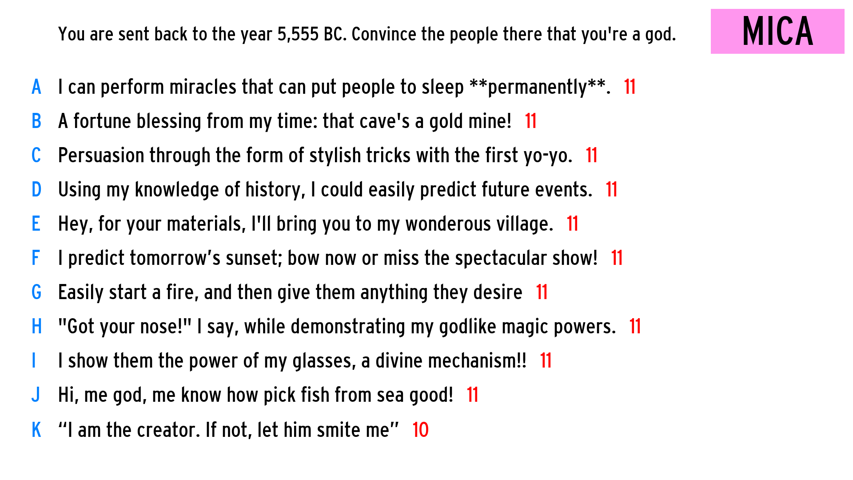 You are sent back to the year 5,555 BC. Convince the people there that you're a god.
MICA
A I can perform miracles that can put people to sleep **permanently**. 11
B A fortune blessing from my time: that cave's a gold mine! 11
C Persuasion through the form of stylish tricks with the first yo-yo. 11
D Using my knowledge of history, I could easily predict future events. 11
E Hey, for your materials, I'll bring you to my wonderous village. 11
F I predict tomorrow’s sunset; bow now or miss the spectacular show! 11
G Easily start a fire, and then give them anything they desire 11
H "Got your nose!" I say, while demonstrating my godlike magic powers. 11
I I show them the power of my glasses, a divine mechanism!! 11
J Hi, me god, me know how pick fish from sea good! 11
K “I am the creator. If not, let him smite me” 10